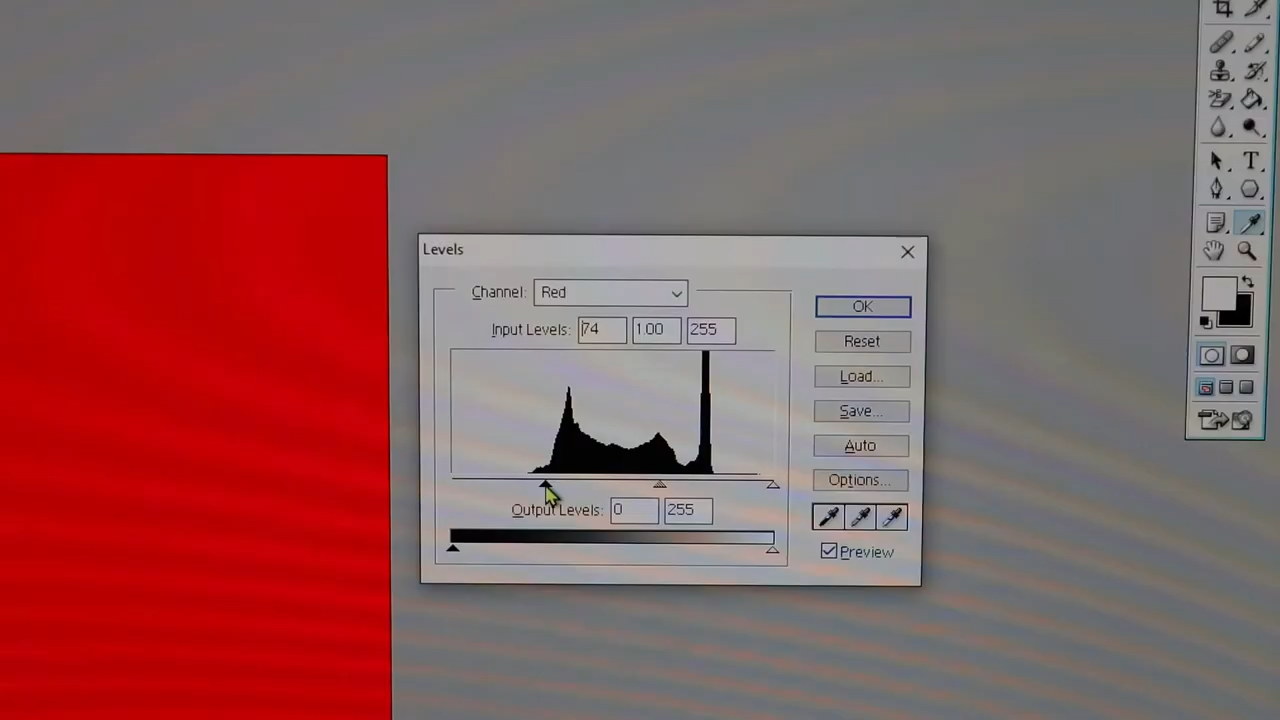 Levels
Channel: Red
OK
Input Levels: 74 1.00 255
Reset
Load...
Save...
Auto
Options...
Output Levels: 0 255
Preview
T